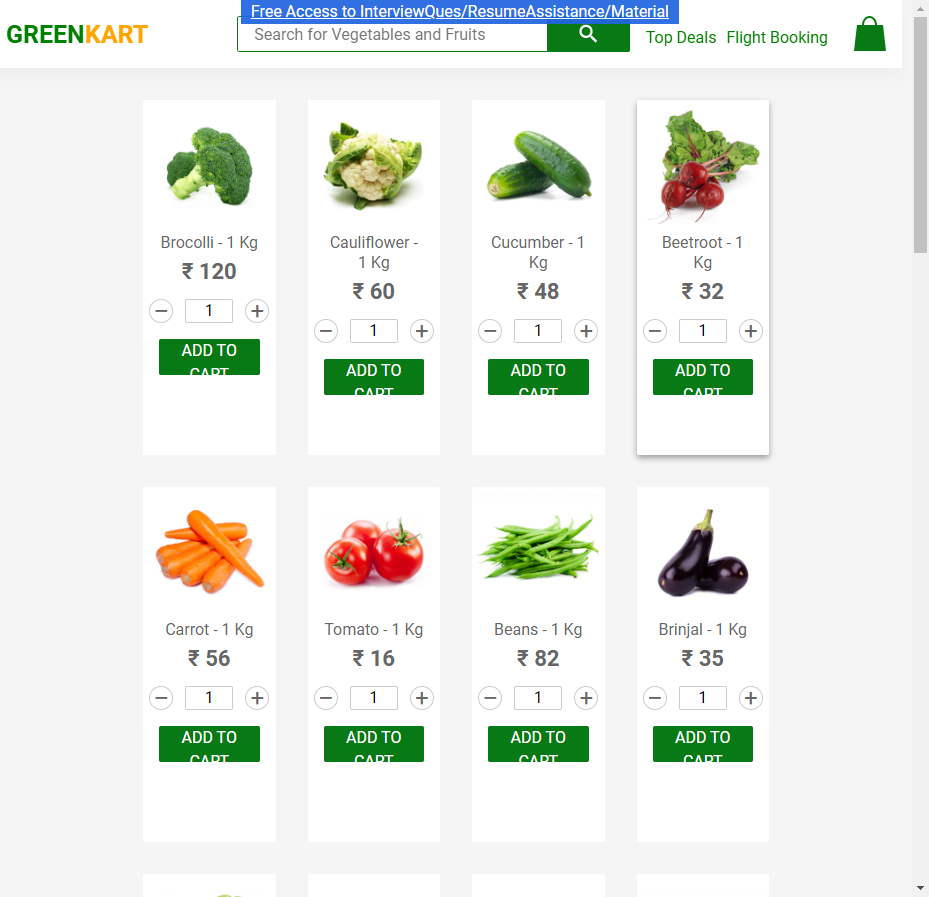 Free Access to InterviewQues/ResumeAssistance/Material
GREENKART
Search for Vegetables and Fruits
Top Deals Flight Booking
Brocolli - 1 Kg
₹ 120
− 1 +
ADD TO
CART
Cauliflower -
1 Kg
₹ 60
− 1 +
ADD TO
CART
Cucumber - 1
Kg
₹ 48
− 1 +
ADD TO
CART
Beetroot - 1
Kg
₹ 32
− 1 +
ADD TO
CART
Carrot - 1 Kg
₹ 56
− 1 +
ADD TO
CART
Tomato - 1 Kg
₹ 16
− 1 +
ADD TO
CART
Beans - 1 Kg
₹ 82
− 1 +
ADD TO
CART
Brinjal - 1 Kg
₹ 35
− 1 +
ADD TO
CART